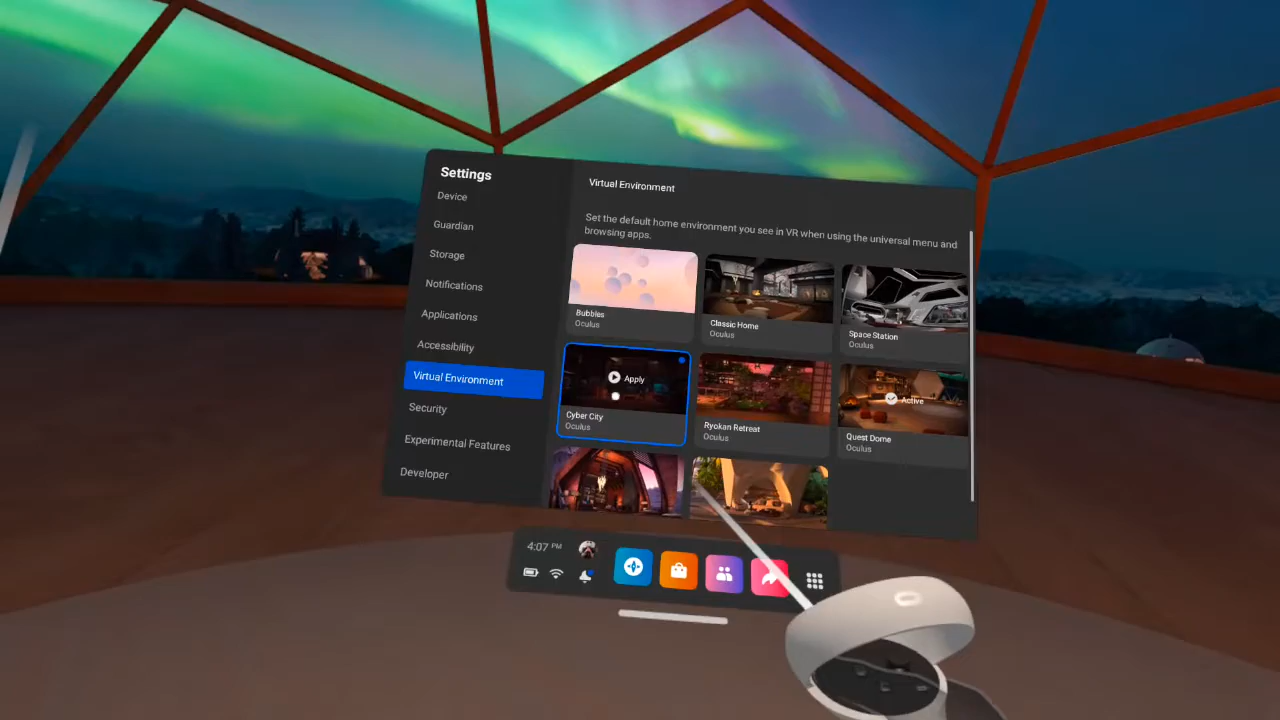 Settings
Device
Guardian
Storage
Notifications
Applications
Accessibility
Virtual Environment
Security
Experimental Features
Developer
Virtual Environment
Set the default home environment you see in VR when using the universal menu and
browsing apps.
Bubbles
Oculus
Classic Home
Oculus
Space Station
Oculus
Apply
Cyber City
Oculus
Ryokan Retreat
Oculus
Active
Quest Dome
Oculus
4:07 PM